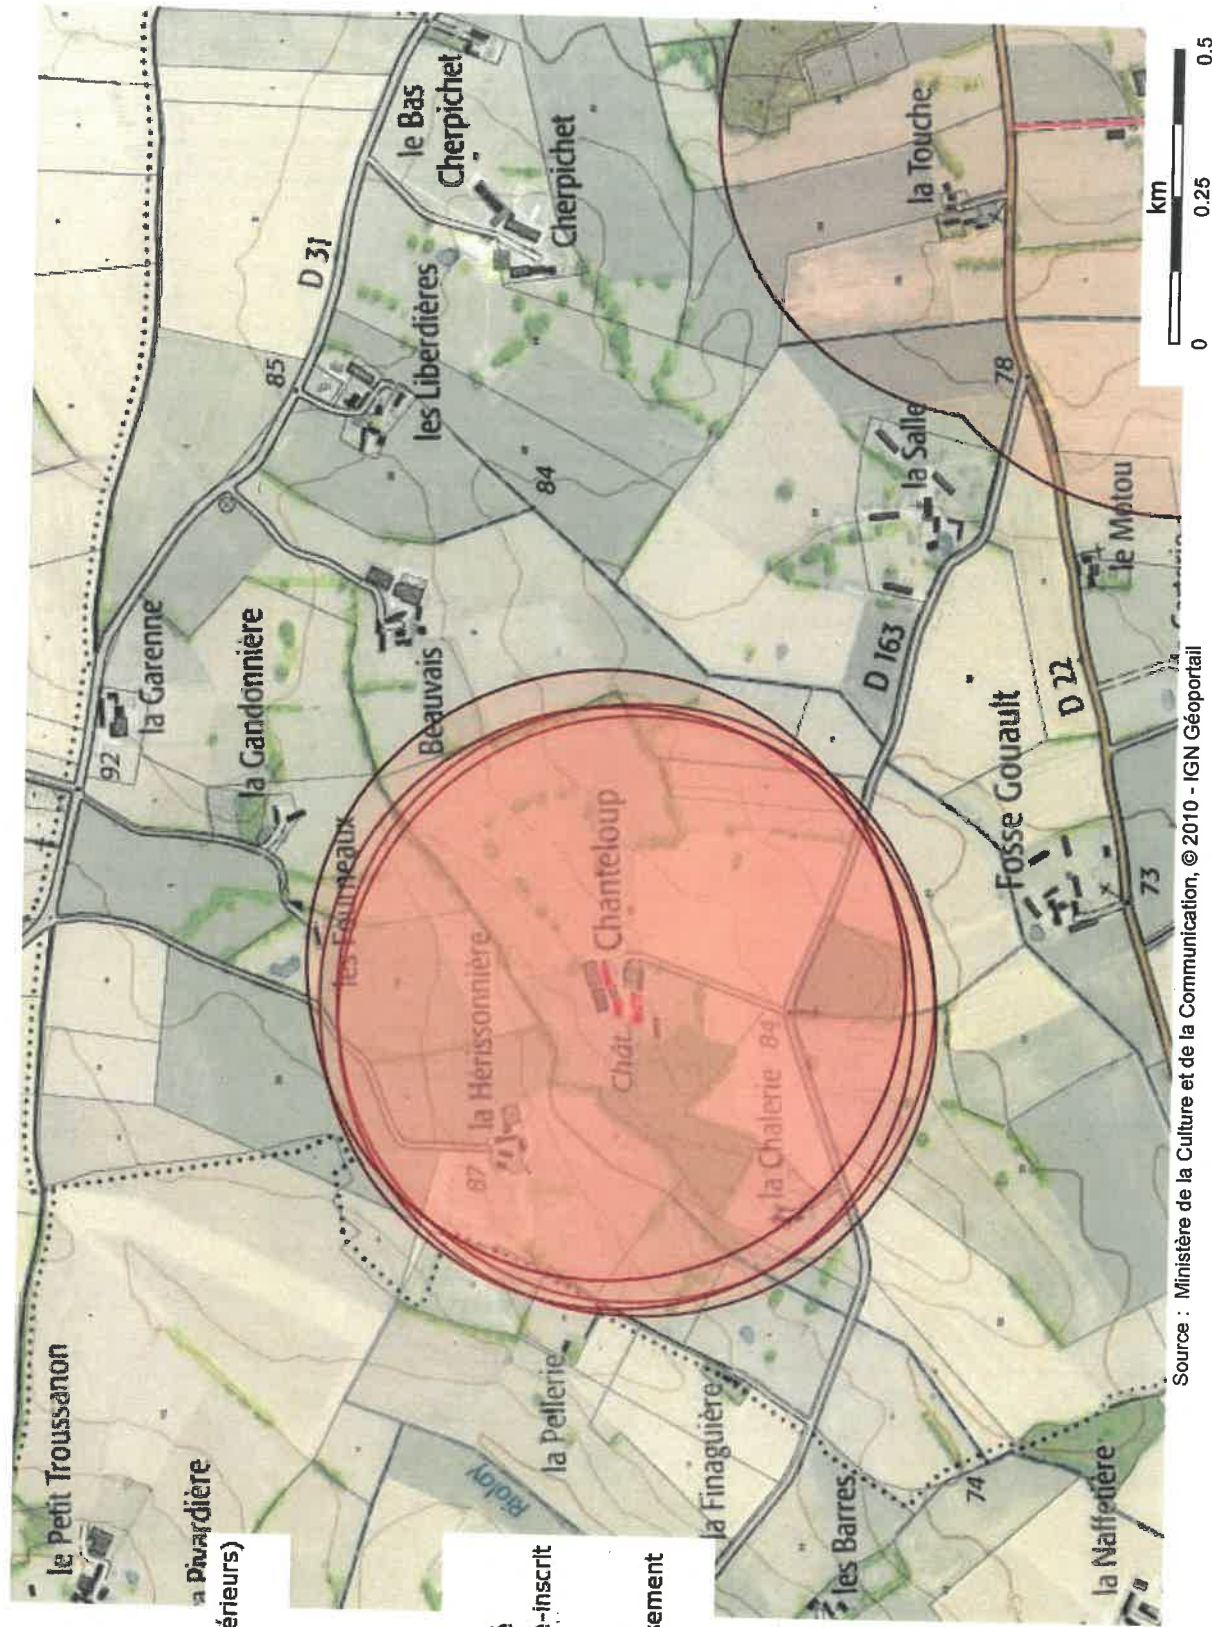 le Petit Troussanon
a Pivardière
érieurs)
e-inscrit
sement
92
la Garenne
la Gandonnière
les Fourneaux
Beauvais
85
D 31
le Bas
Cherpichet
Cherpichet
les Liberdières
84
87
la Hérissonnière
Chât.
Chanteloup
la Chalerie
84
la Pellerie
Riolay
la Finaguière
les Barres
74
la Naffetière
D 163
la Salle
78
la Touche
le Motou
D 22
Fosse Gouault
73
km
0
0.25
0.5
Source : Ministère de la Culture et de la Communication, © 2010 - IGN Géoportail